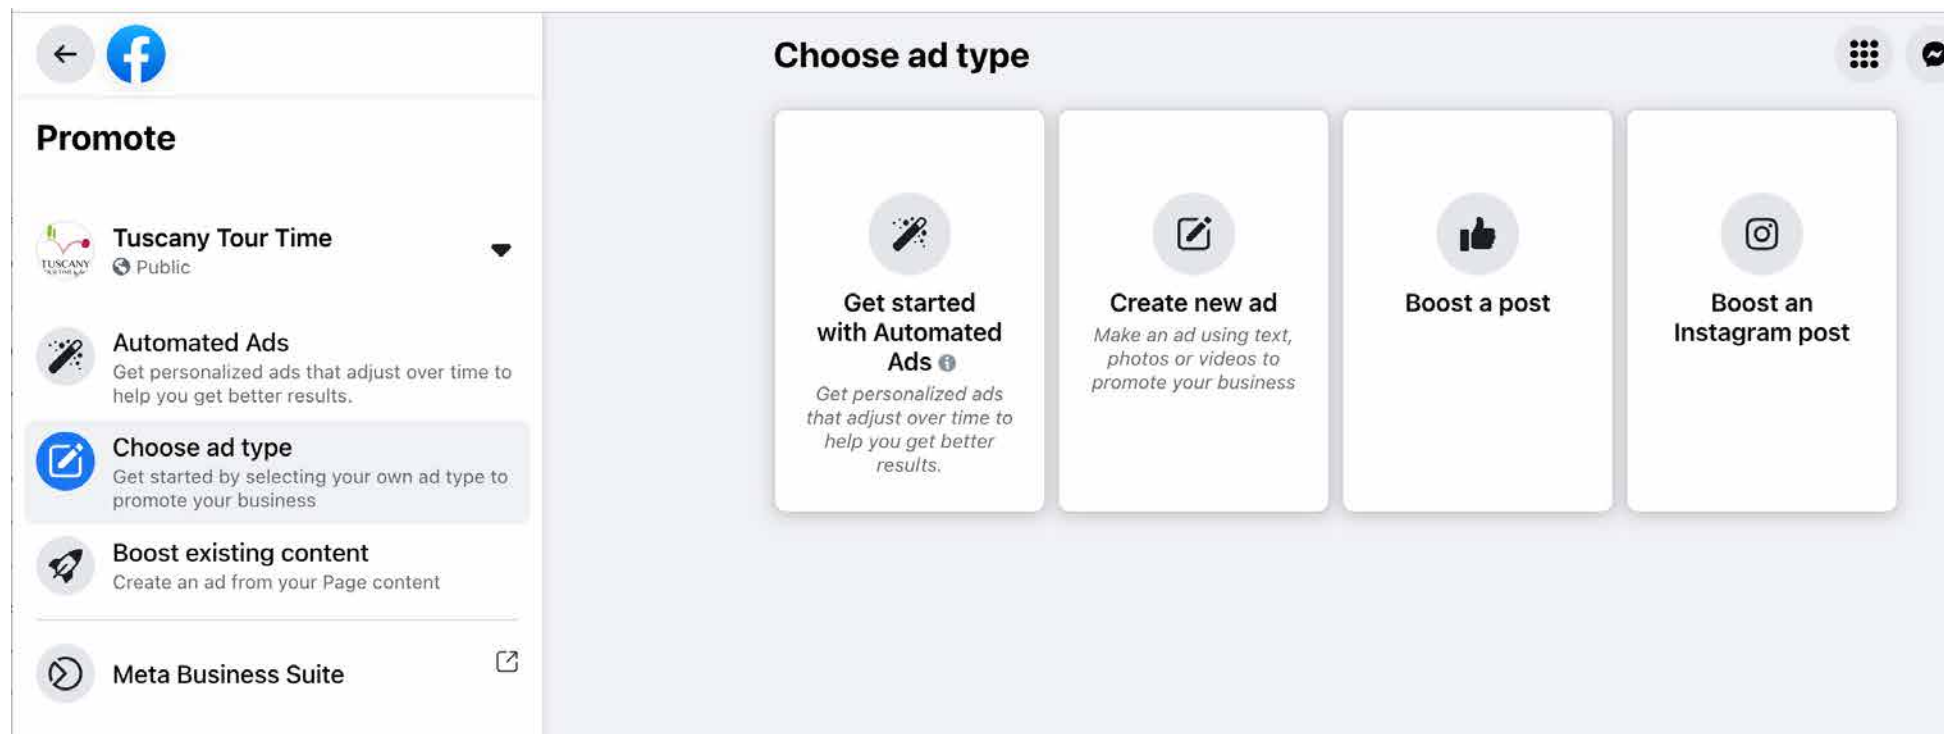 Promote
TUSCANY
Tuscany Tour Time
Public
Automated Ads
Get personalized ads that adjust over time to
help you get better results.
Choose ad type
Get started by selecting your own ad type to
promote your business
Boost existing content
Create an ad from your Page content
Meta Business Suite
Choose ad type
Get started
with Automated
Ads
Get personalized ads
that adjust over time to
help you get better
results.
Create new ad
Make an ad using text,
photos or videos to
promote your business
Boost a post
Boost an
Instagram post